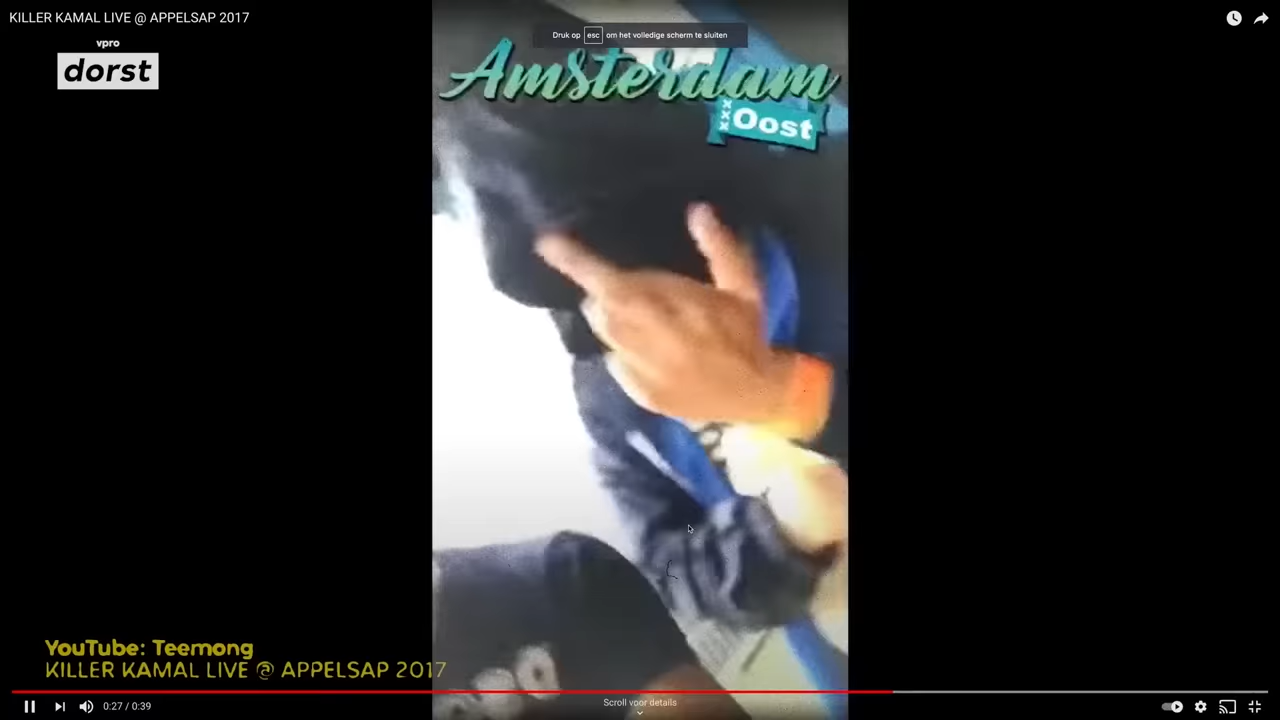 KILLER KAMAL LIVE @ APPELSAP 2017
vpro
dorst
Druk op esc om het volledige scherm te sluiten
Amsterdam
xxx Oost
YouTube: Teemong
KILLER KAMAL LIVE @ APPELSAP 2017
Scroll voor details
0:27 / 0:39